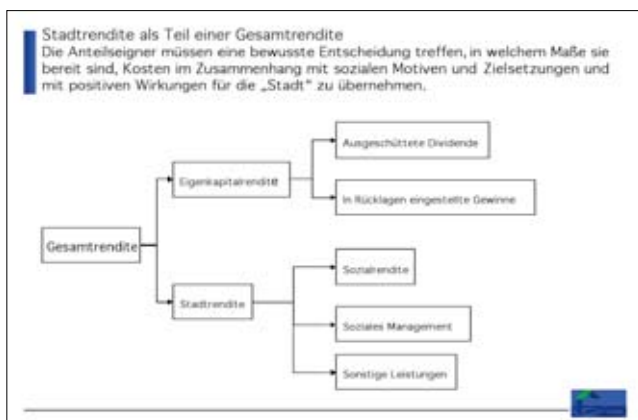 Stadtrendite als Teil einer Gesamtrendite
Die Anteilseigner müssen eine bewusste Entscheidung treffen, in welchem Maße sie
bereit sind, Kosten im Zusammenhang mit sozialen Motiven und Zielsetzungen und
mit positiven Wirkungen für die „Stadt“ zu übernehmen.
Gesamtrendite
Eigenkapitalrendite
Ausgeschüttete Dividende
In Rücklagen eingestellte Gewinne
Stadtrendite
Sozialrendite
Soziales Management
Sonstige Leistungen